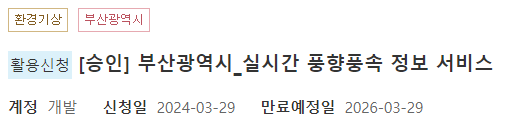 환경기상 부산광역시
활용신청 [승인] 부산광역시_실시간 풍향풍속 정보 서비스
계정 개발 신청일 2024-03-29 만료예정일 2026-03-29